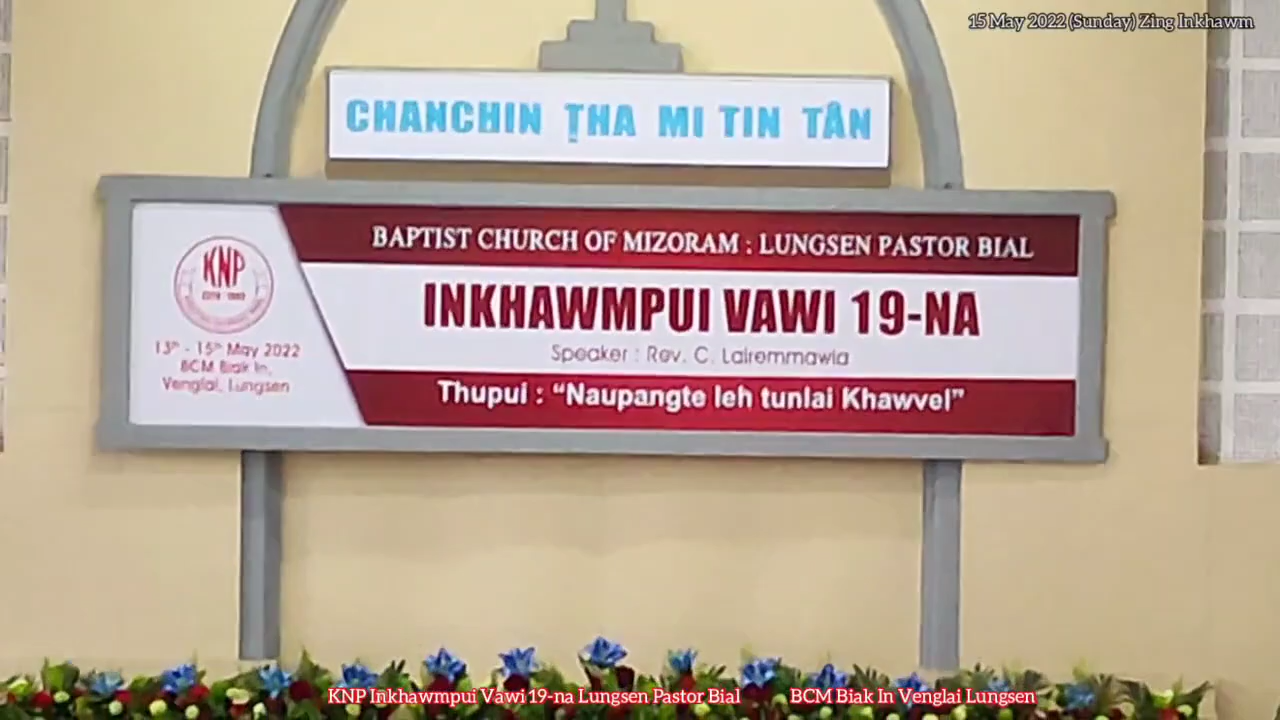 15 May 2022 (Sunday) Zing Inkhawm
CHANCHIN ṬHA MI TIN TÂN
BAPTIST CHURCH OF MIZORAM : LUNGSEN PASTOR BIAL
KNP
INKHAWMPUI VAWI 19-NA
Speaker : Rev. C. Lalremmawia
13th - 15th May 2022
BCM Biak In,
Venglai, Lungsen
Thupui : “Naupangte leh tunlai Khawvel”
KNP Inkhawmpui Vawi 19-na Lungsen Pastor Bial BCM Biak In Venglai Lungsen